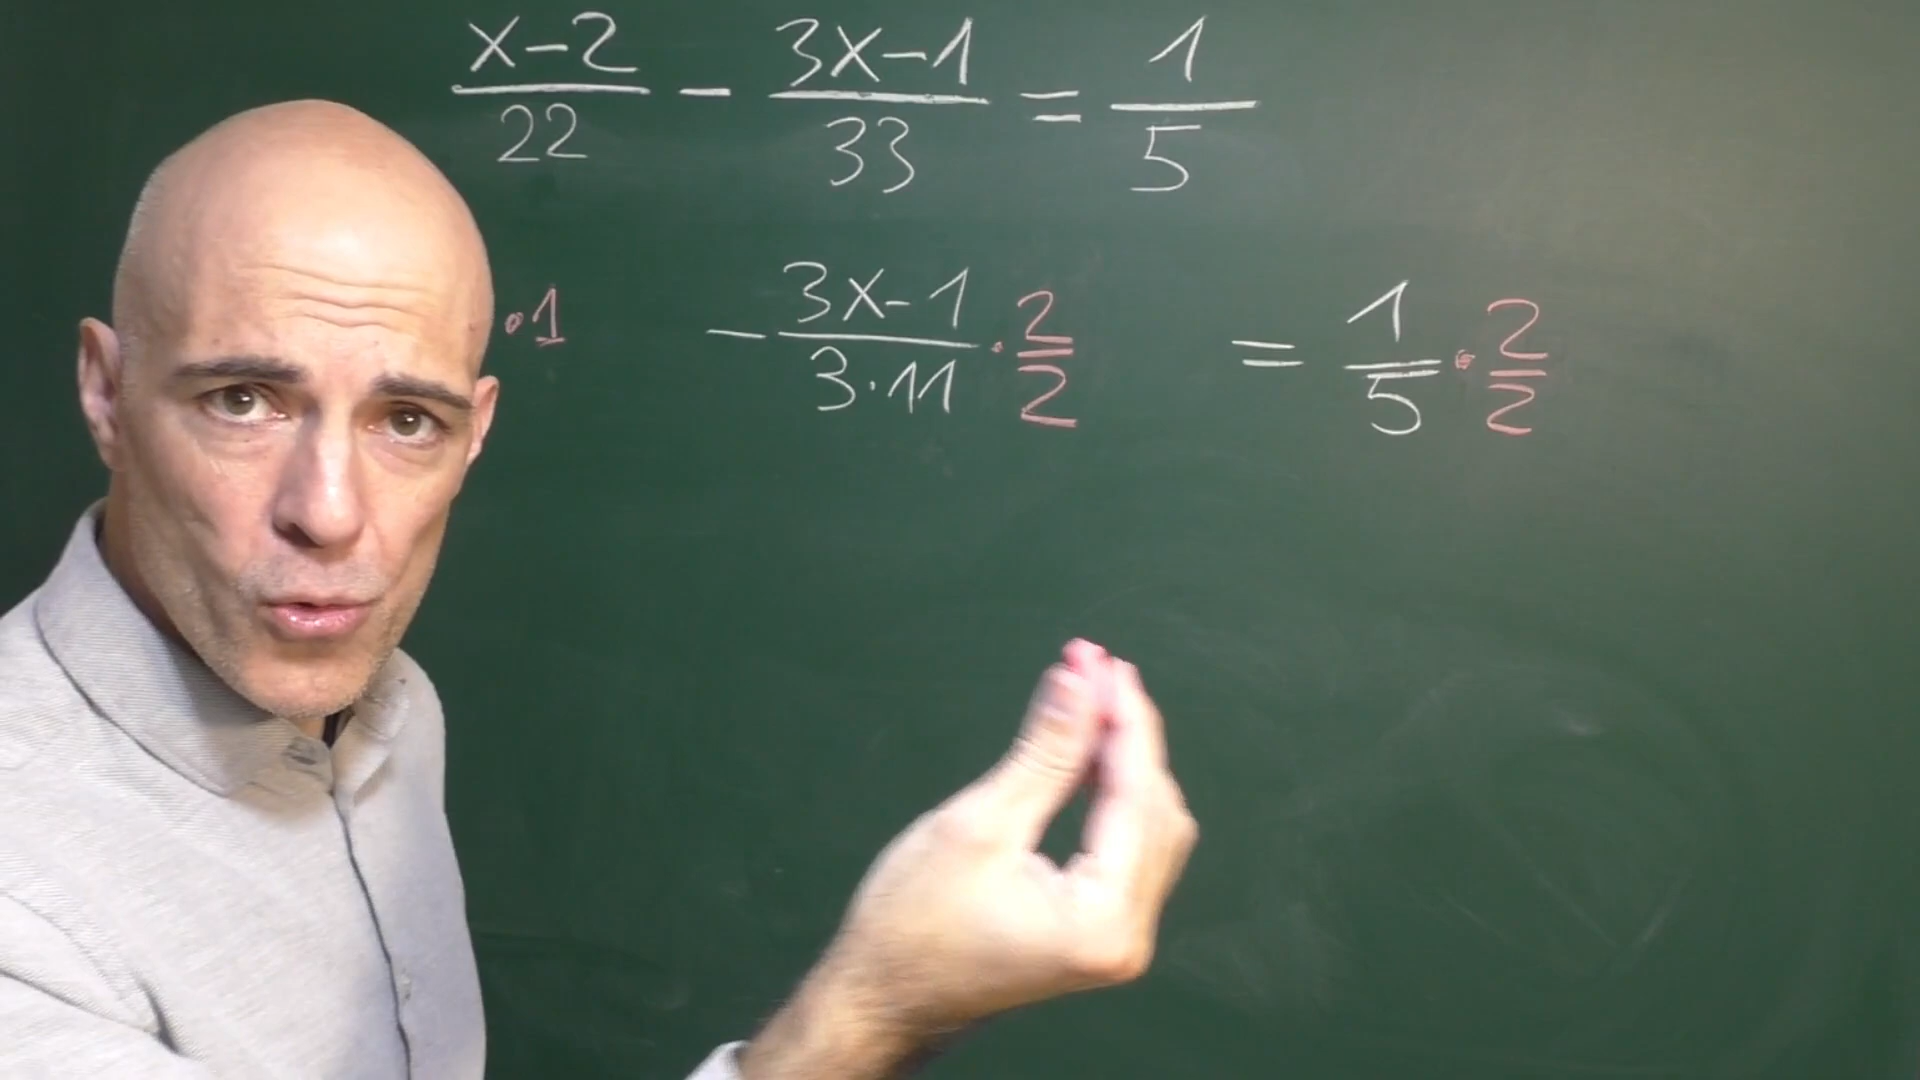 x-2/22 - 3x-1/33 = 1/5
·1 - 3x-1/3·11 · 2/2 = 1/5 · 2/2